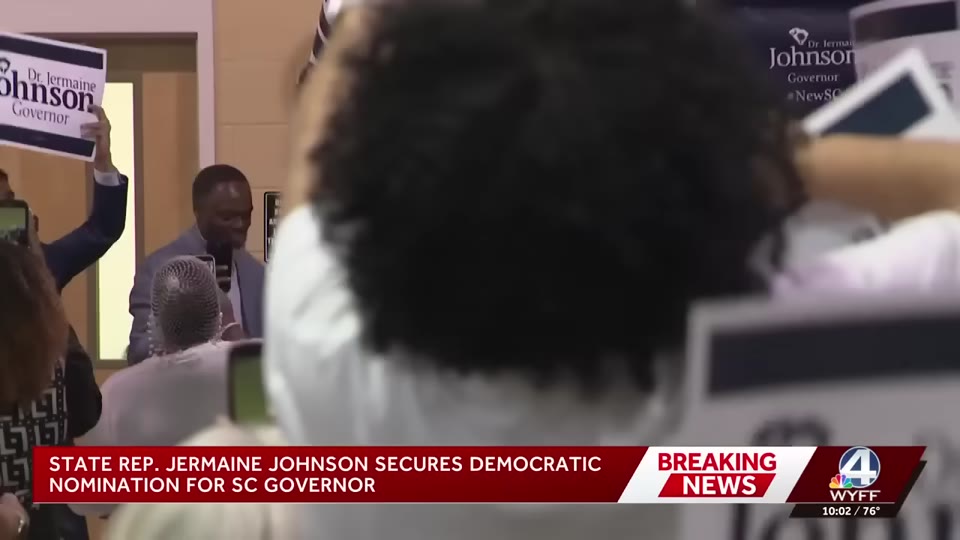 Dr. Jermaine
Johnson
Governor
Dr. Jermaine
Johnson
Governor
#NewSC
STATE REP. JERMAINE JOHNSON SECURES DEMOCRATIC
NOMINATION FOR SC GOVERNOR
BREAKING
NEWS
4
WYFF
10:02 / 76°